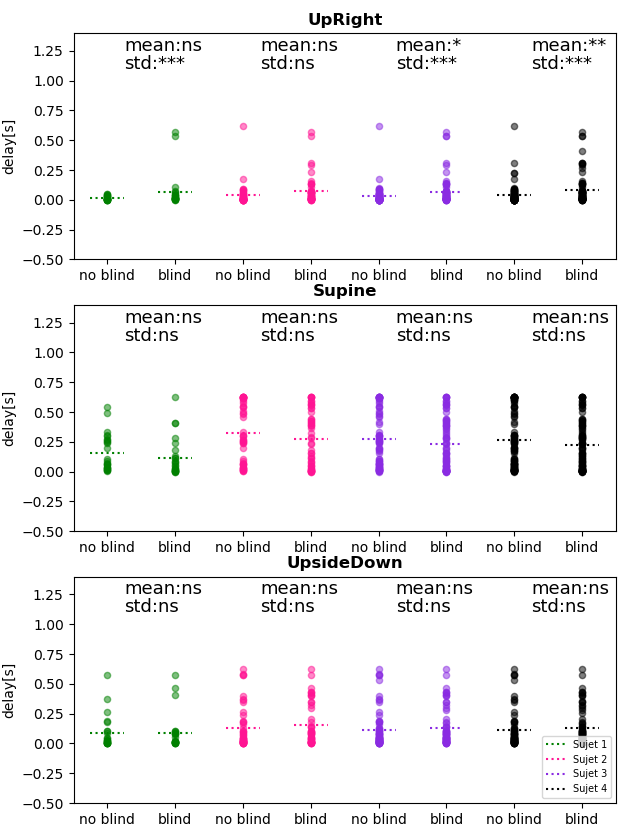 UpRight
mean:ns mean:ns mean:* mean:**
std:*** std:ns std:*** std:***
delay[s]
1.25
1.00
0.75
0.50
0.25
0.00
−0.25
−0.50
no blind blind no blind blind no blind blind no blind blind
Supine
mean:ns mean:ns mean:ns mean:ns
std:ns std:ns std:ns std:ns
delay[s]
1.25
1.00
0.75
0.50
0.25
0.00
−0.25
−0.50
no blind blind no blind blind no blind blind no blind blind
UpsideDown
mean:ns mean:ns mean:ns mean:ns
std:ns std:ns std:ns std:ns
delay[s]
1.25
1.00
0.75
0.50
0.25
0.00
−0.25
−0.50
Sujet 1
Sujet 2
Sujet 3
Sujet 4
no blind blind no blind blind no blind blind no blind blind